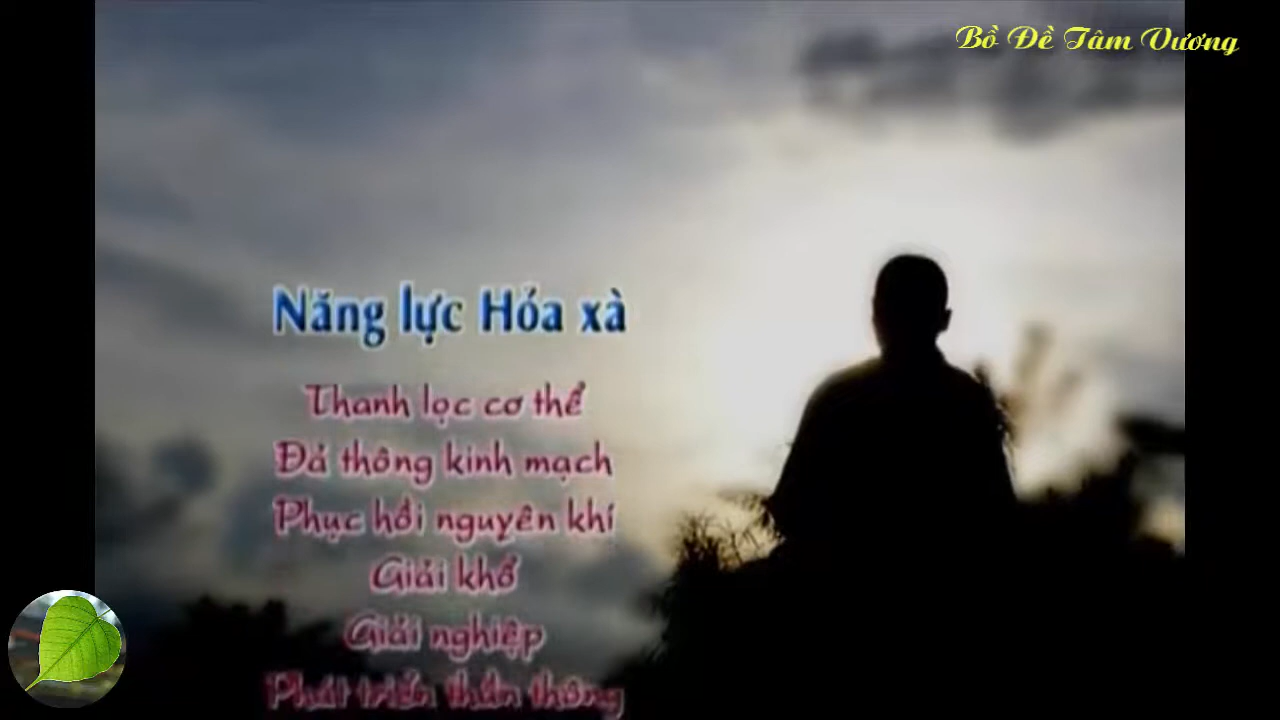 Bồ Đề Tâm Vương
Năng lực Hóa xà
Thanh lọc cơ thể
Đả thông kinh mạch
Phục hồi nguyên khí
Giải khổ
Giải nghiệp
Phát triển thần thông